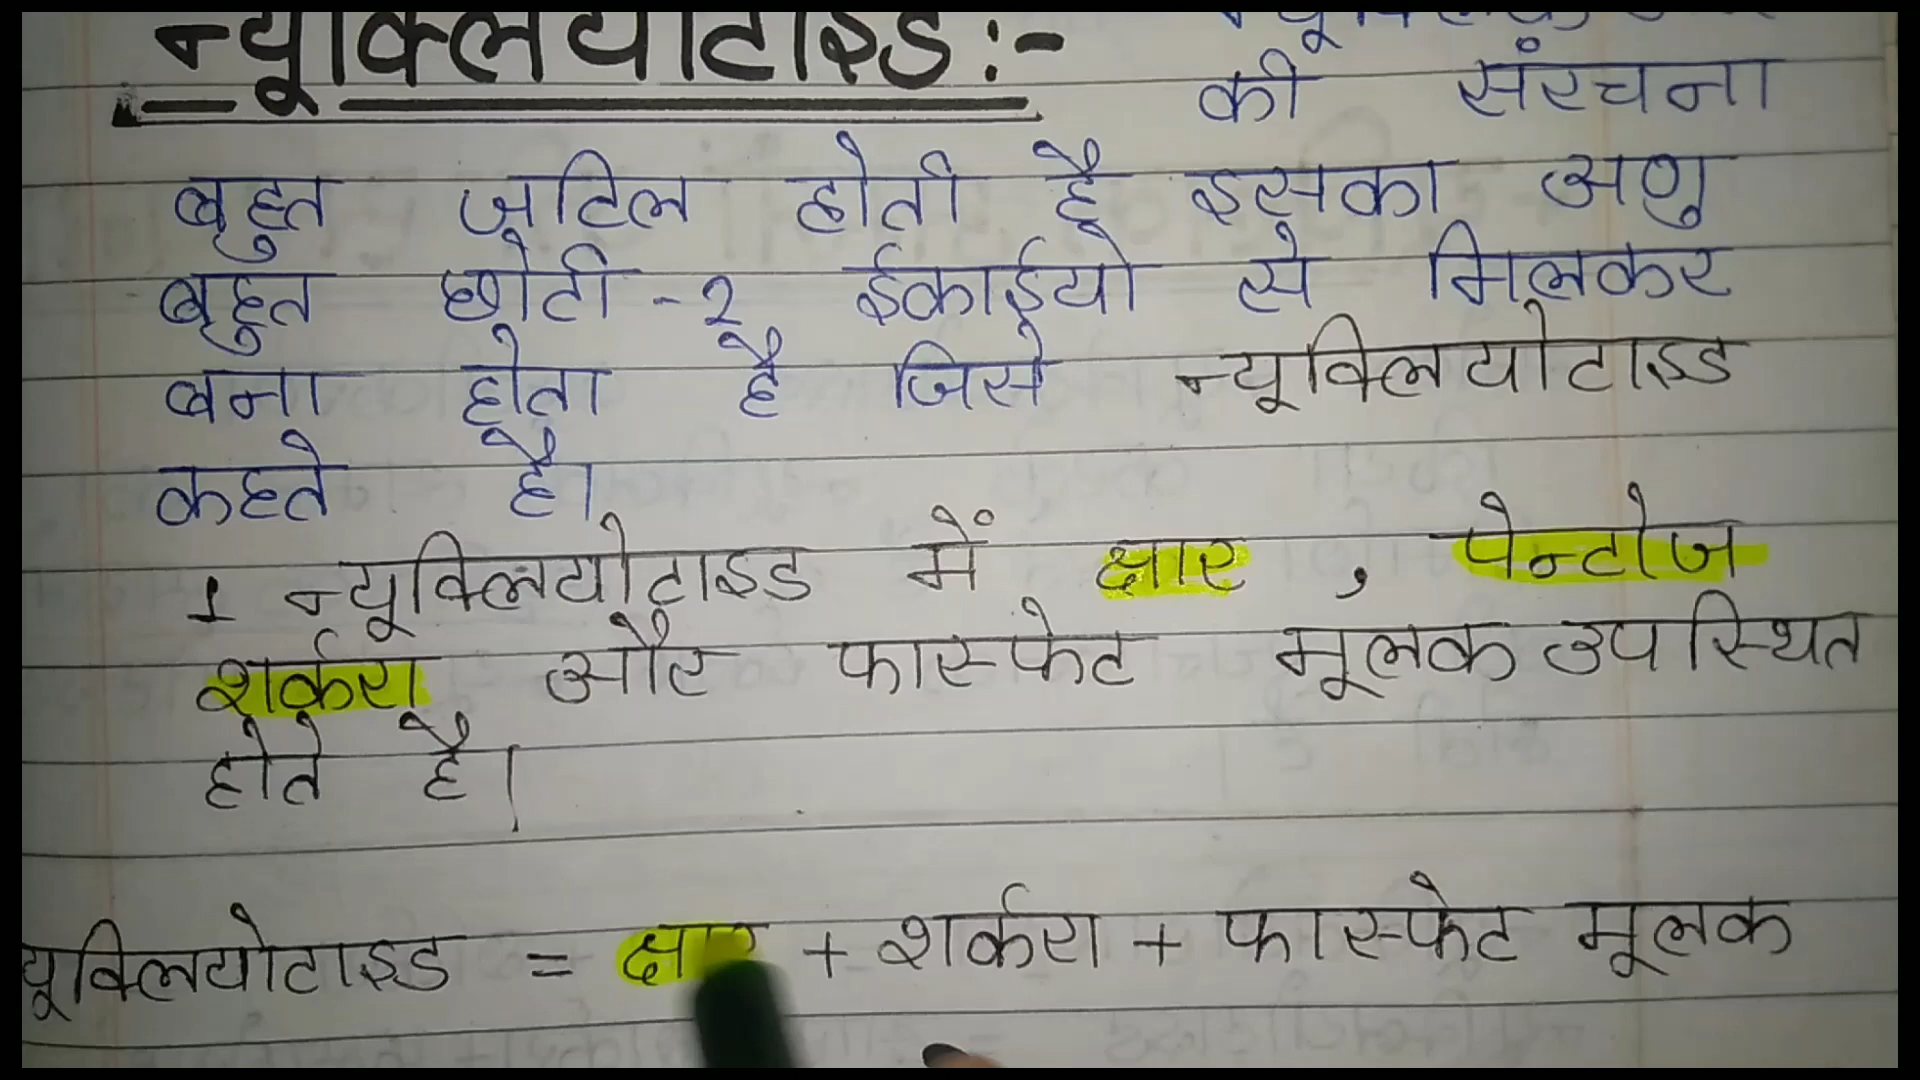 न्यूक्लियोटाइड :-
की संरचना
बहुत जटिल होती है इसका अणु
बहुत छोटी -२ ईकाईयो से मिलकर
बना होता है जिसे न्यूक्लियोटाइड
कहते है।
1 न्यूक्लियोटाइड में क्षार , पेन्टोज
शर्करा और फास्फेट मूलक उपस्थित
होते है।
यूक्लियोटाइड = क्षार + शर्करा + फास्फेट मूलक